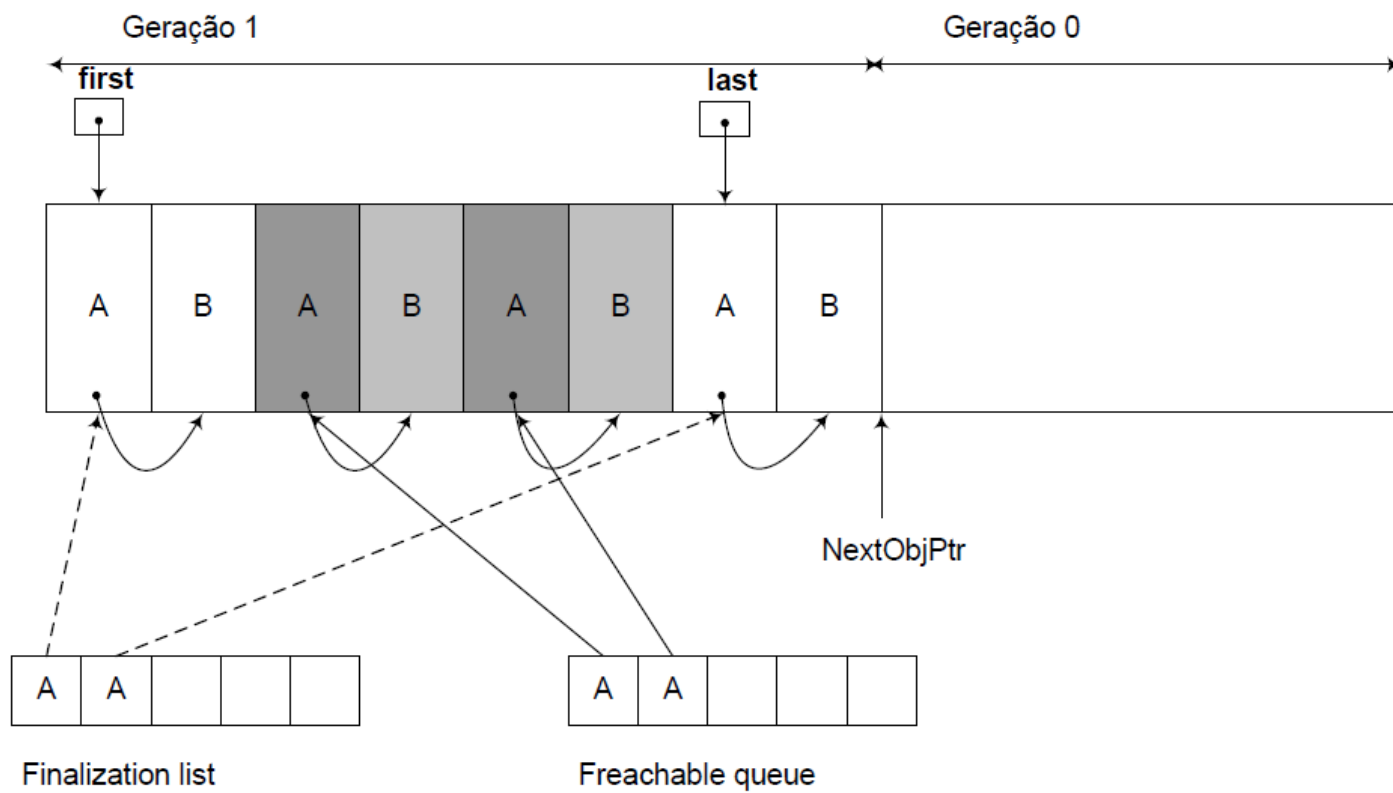 Geração 1 Geração 0
first last
A B A B A B A B
NextObjPtr
A A A A
Finalization list Freachable queue